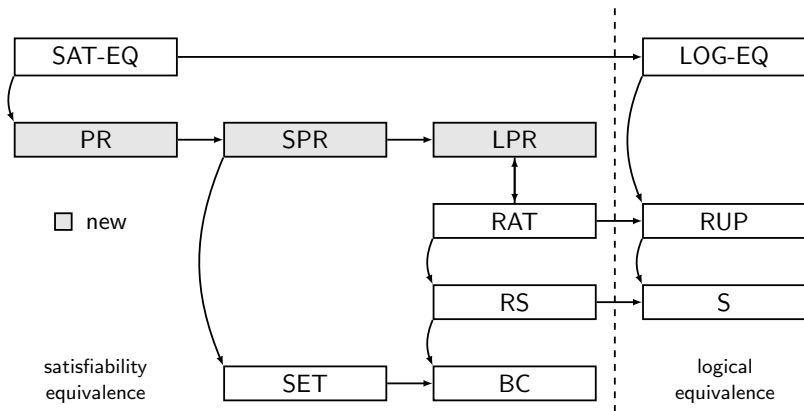 SAT-EQ
LOG-EQ
PR
SPR
LPR
new
RAT
RUP
RS
S
satisfiability
equivalence
SET
BC
logical
equivalence